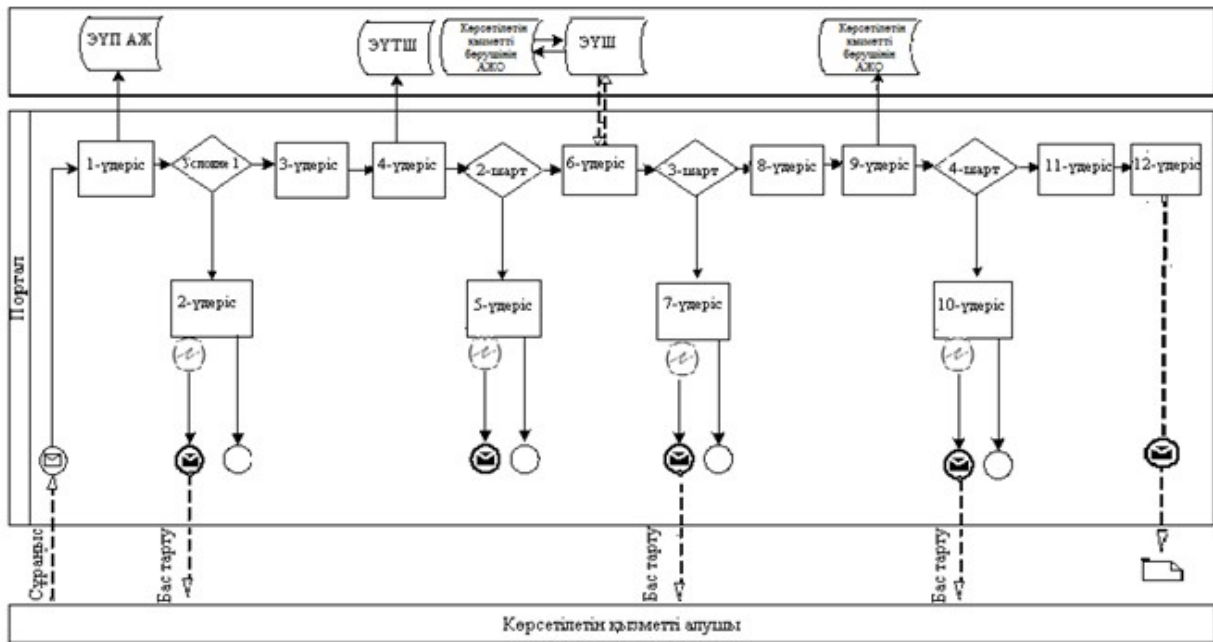 ЭҮП АЖ
ЭҮТШ
Көрсетілетін
қызметті
берушінің
АЖО
ЭҮШ
Көрсетілетін
қызметті
берушінің
АЖО
1-үдеріс
Условие 1
3-үдеріс
4-үдеріс
2-шарт
6-үдеріс
3-шарт
8-үдеріс
9-үдеріс
4-шарт
11-үдеріс
12-үдеріс
2-үдеріс
5-үдеріс
7-үдеріс
10-үдеріс
Портал
Сұраныс
Бас тарту
Бас тарту
Бас тарту
Көрсетілетін қызметті алушы